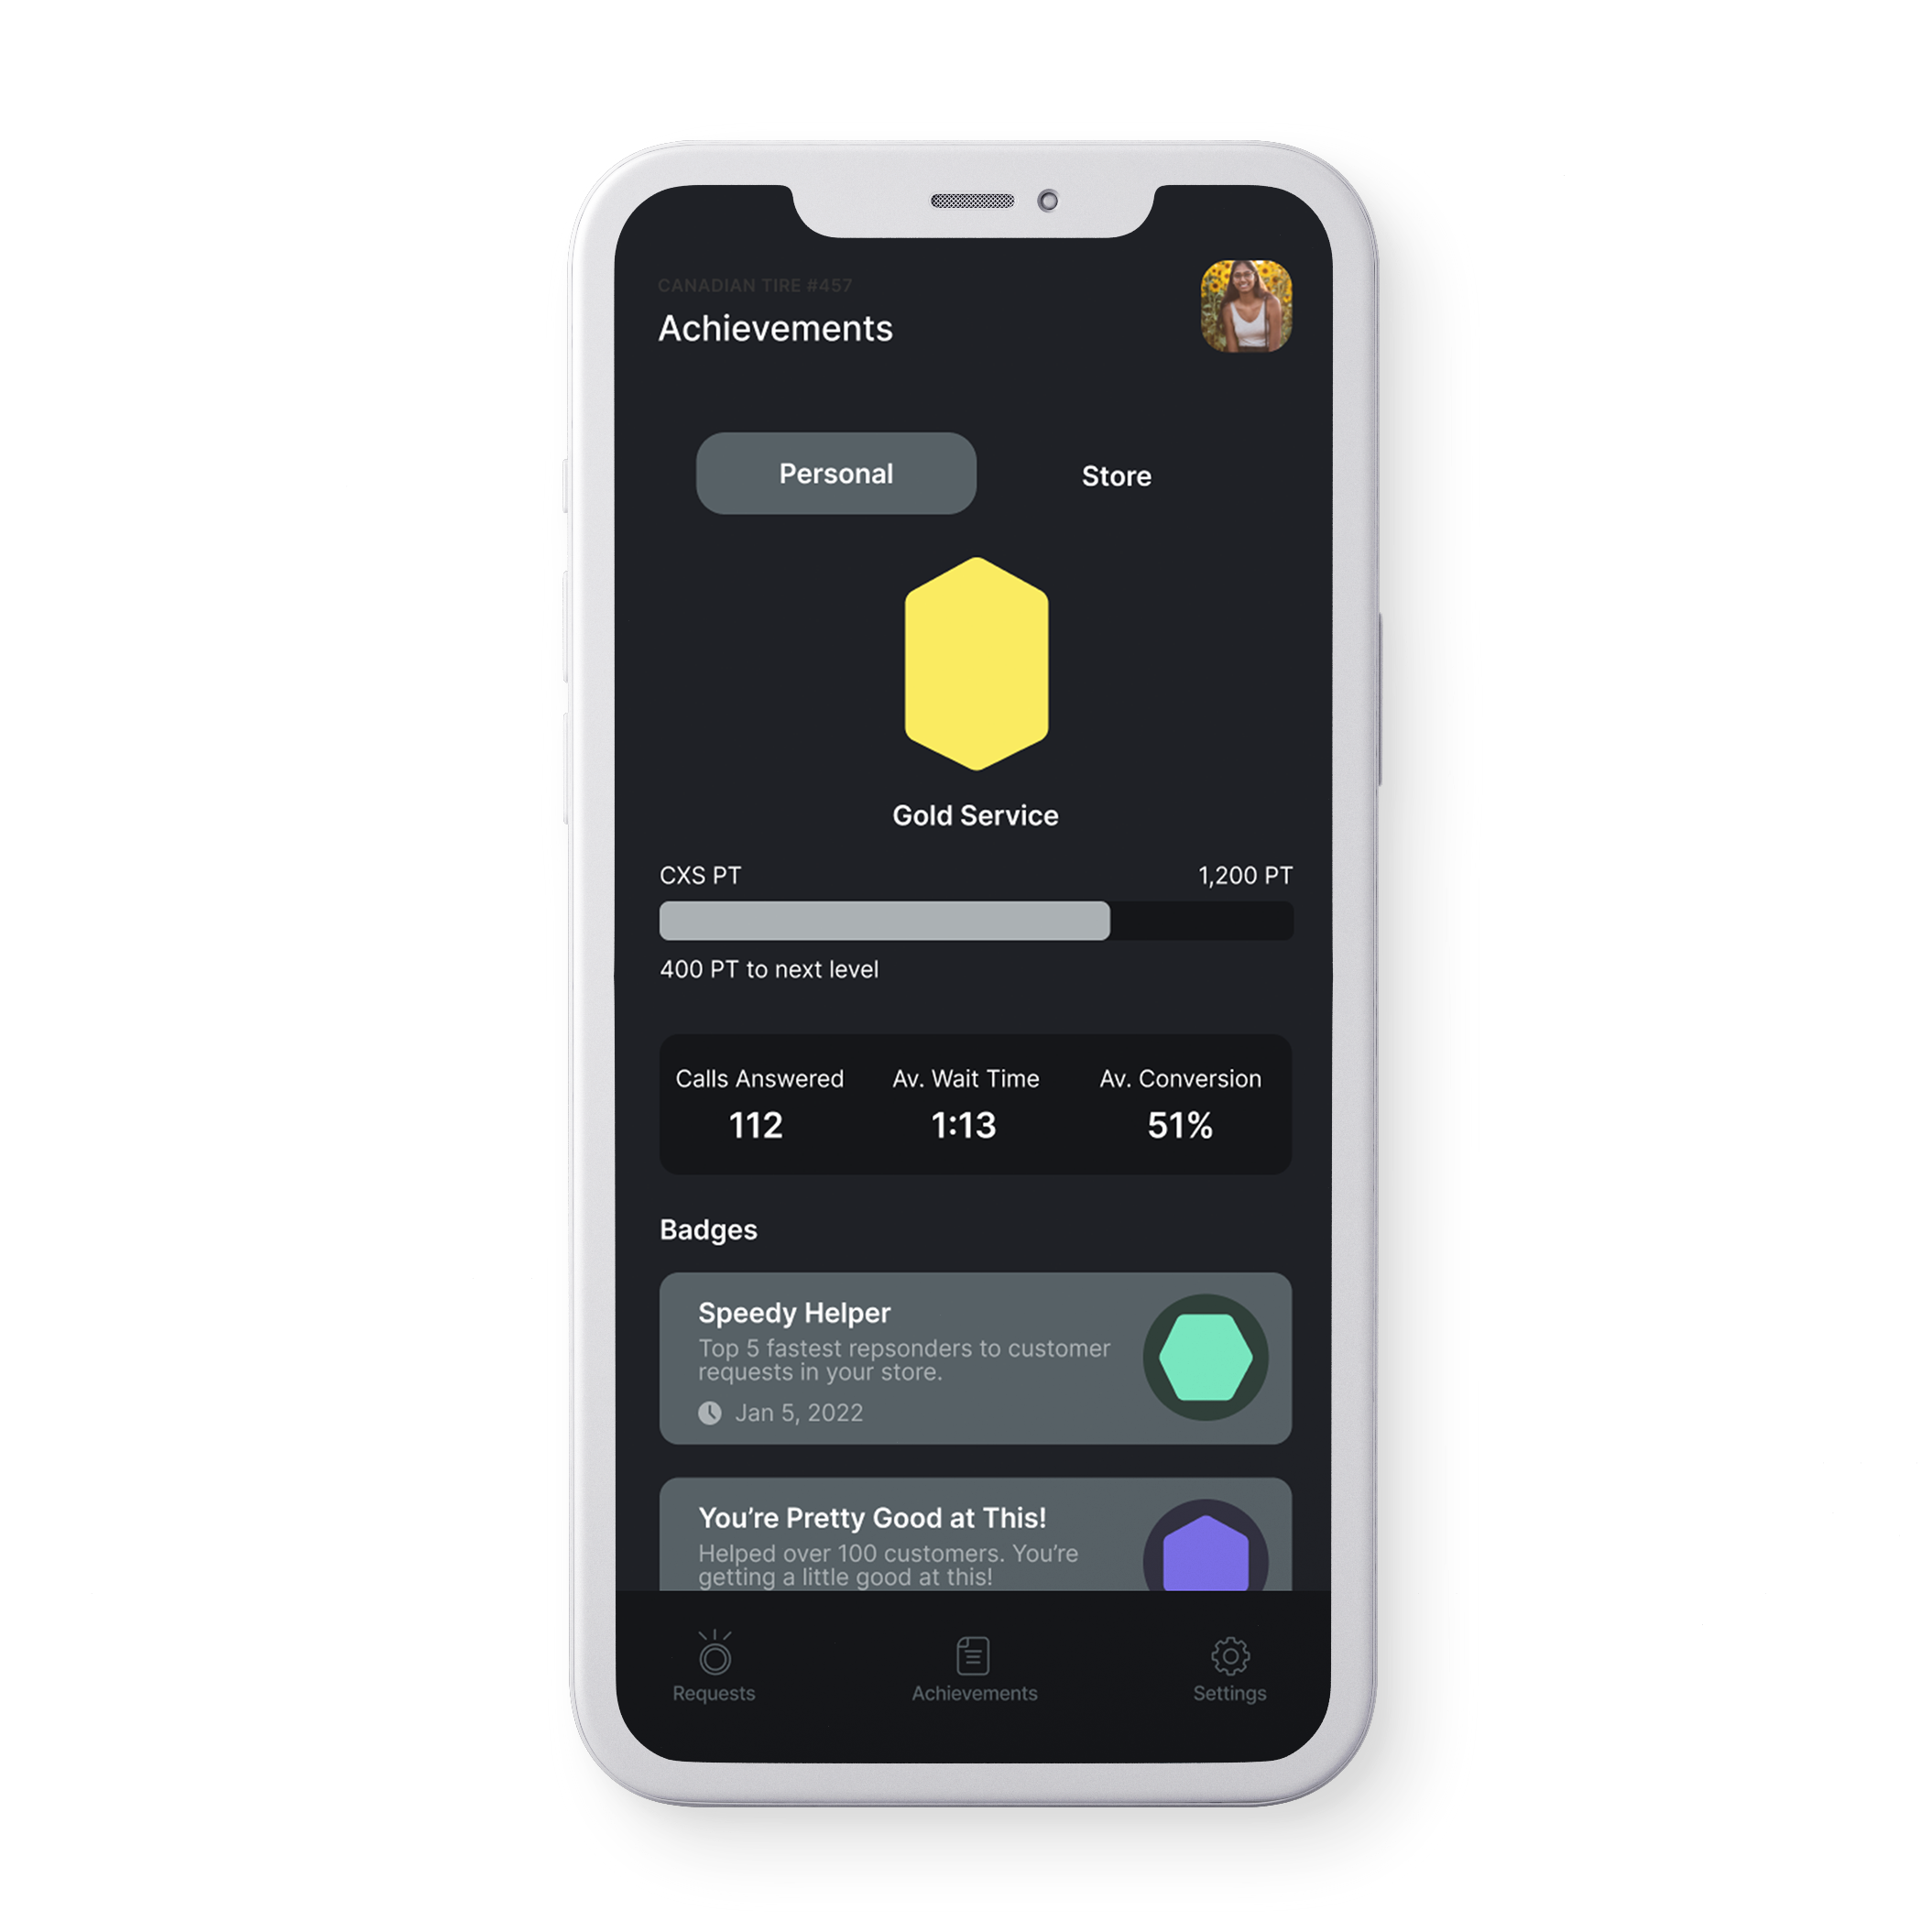 CANADIAN TIRE #457
Achievements
Personal
Store
Gold Service
CXS PT
1,200 PT
400 PT to next level
Calls Answered
Av. Wait Time
Av. Conversion
112
1:13
51%
Badges
Speedy Helper
Top 5 fastest repsonders to customer
requests in your store.
Jan 5, 2022
You’re Pretty Good at This!
Helped over 100 customers. You’re
getting a little good at this!
Requests
Achievements
Settings